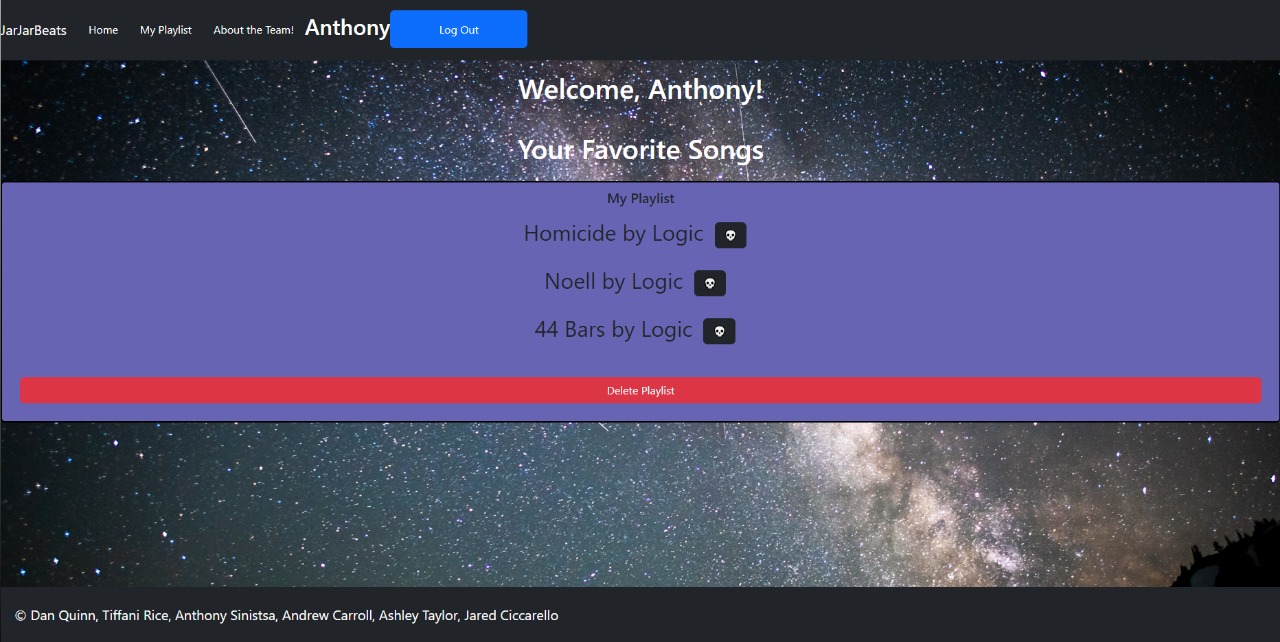 JarJarBeats Home My Playlist About the Team! Anthony Log Out
Welcome, Anthony!
Your Favorite Songs
My Playlist
Homicide by Logic
Noell by Logic
44 Bars by Logic
Delete Playlist
© Dan Quinn, Tiffani Rice, Anthony Sinistsa, Andrew Carroll, Ashley Taylor, Jared Ciccarello